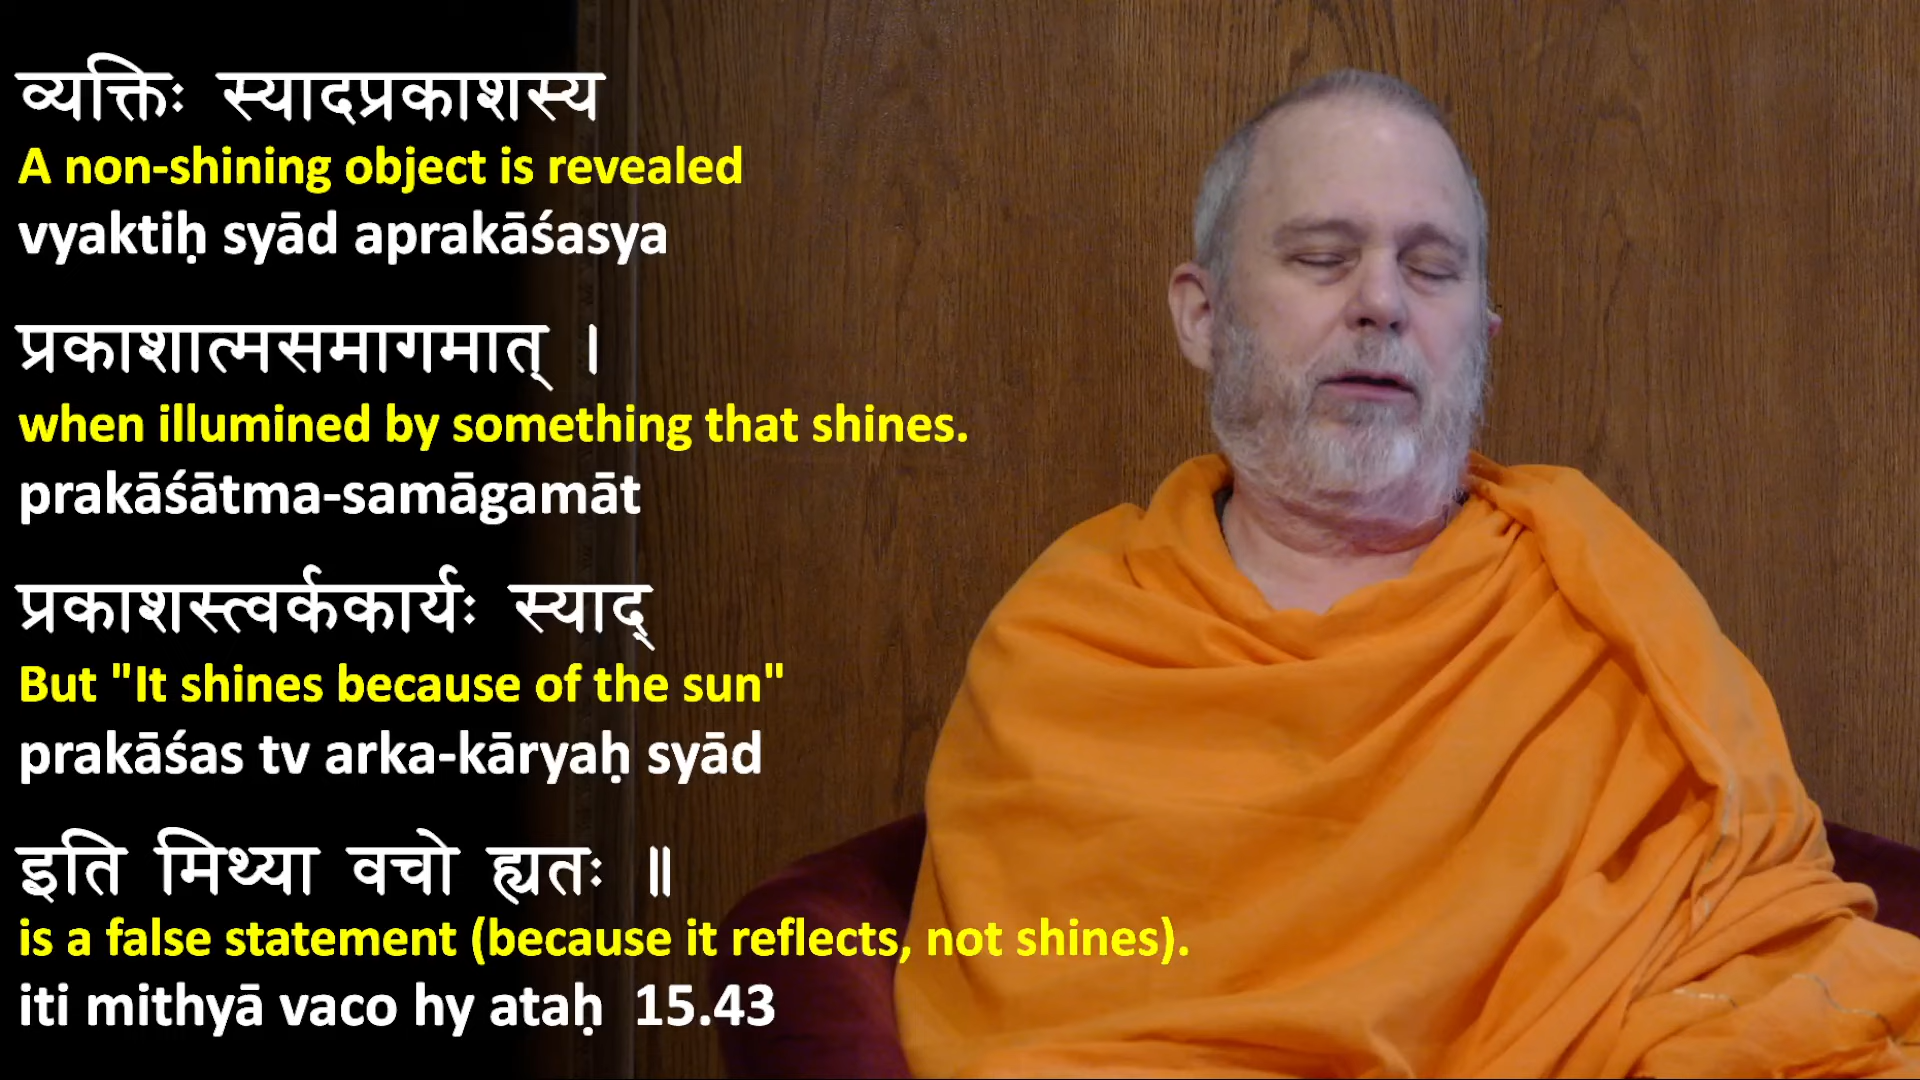 व्यक्तिः स्यादप्रकाशस्य
A non-shining object is revealed
vyaktiḥ syād aprakāśasya
प्रकाशात्मसमागमात् ।
when illumined by something that shines.
prakāśātma-samāgamāt
प्रकाशस्त्वर्ककार्यः स्याद्
But "It shines because of the sun"
prakāśas tv arka-kāryaḥ syād
इति मिथ्या वचो ह्यतः ॥
is a false statement (because it reflects, not shines).
iti mithyā vaco hy ataḥ 15.43